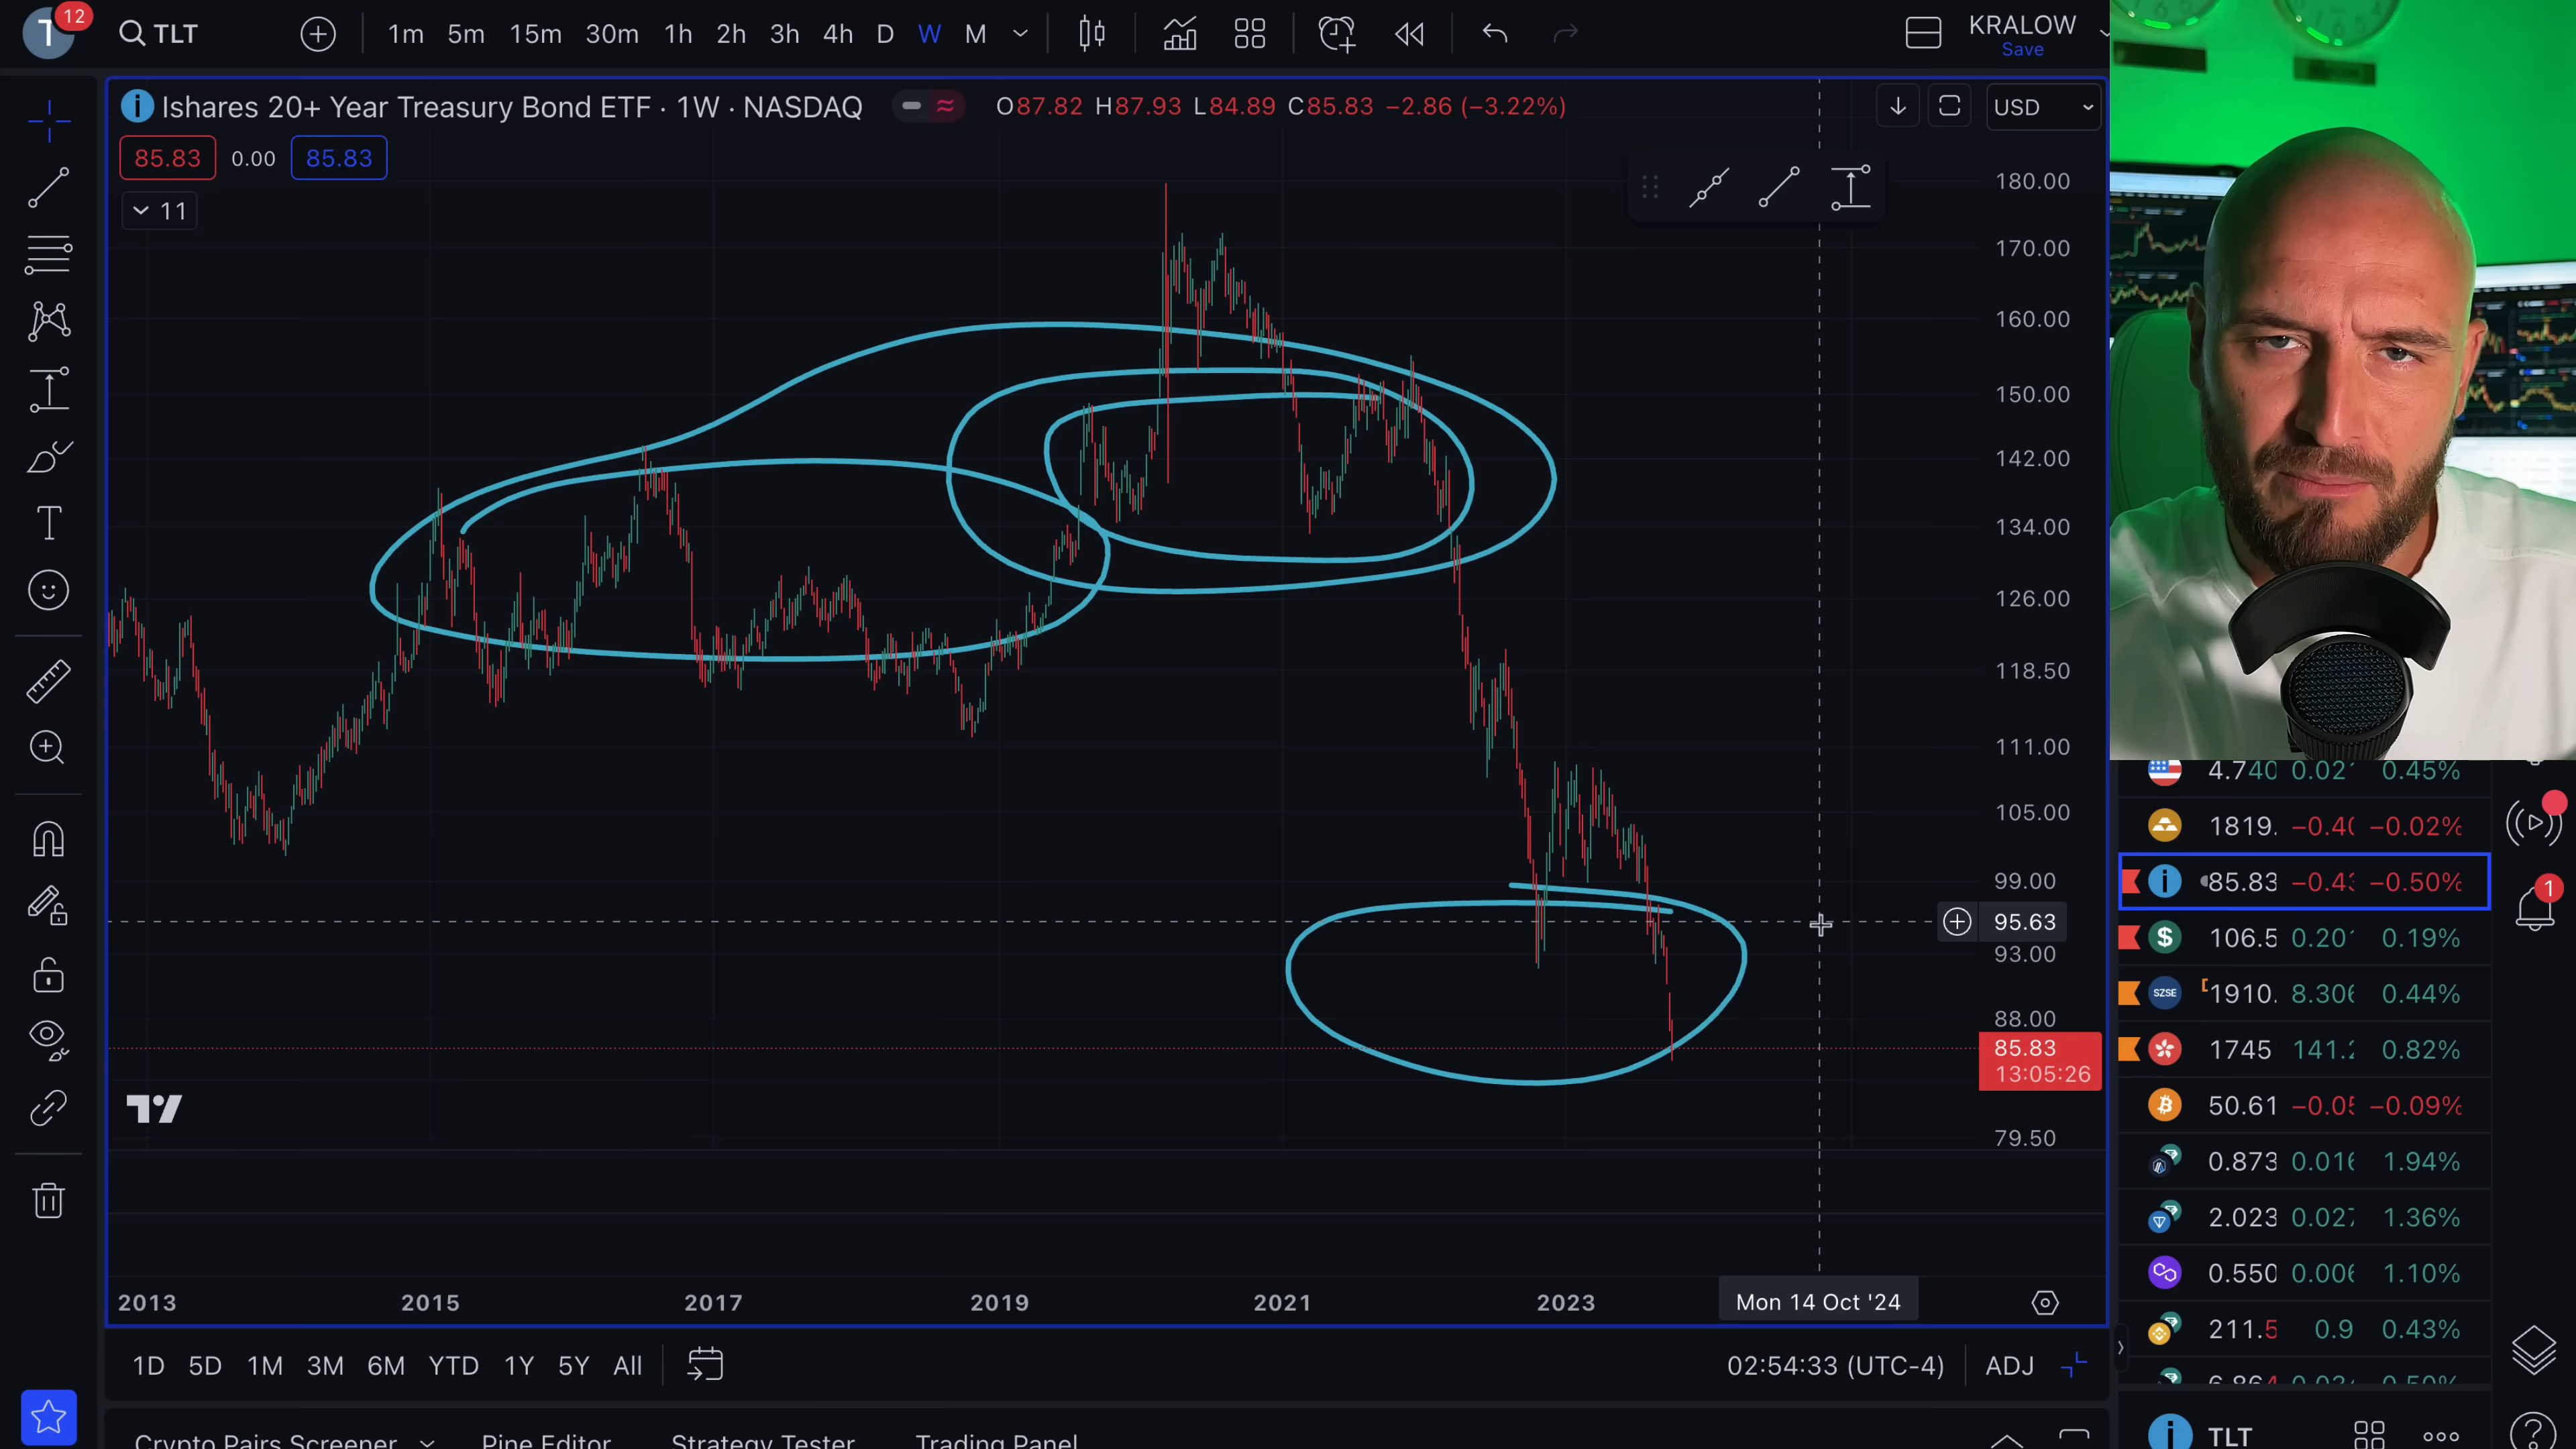 T 12 TLT 1m 5m 15m 30m 1h 2h 3h 4h D W M KRALOW
Save
Ishares 20+ Year Treasury Bond ETF · 1W · NASDAQ O87.82 H87.93 L84.89 C85.83 −2.86 (−3.22%) USD
85.83 0.00 85.83
11
180.00
170.00
160.00
150.00
142.00
134.00
126.00
118.50
111.00
105.00
99.00
95.63
93.00
88.00
85.83
13:05:26
79.50
2013 2015 2017 2019 2021 2023 Mon 14 Oct '24
1D 5D 1M 3M 6M YTD 1Y 5Y All 02:54:33 (UTC-4) ADJ
Crypto Pairs Screener Pine Editor Strategy Tester Trading Panel
4.740 0.02 0.45%
1819. −0.40 −0.02%
85.83 −0.43 −0.50%
106.5 0.20 0.19%
SZSE 1910. 8.306 0.44%
1745 141.2 0.82%
50.61 −0.05 −0.09%
0.873 0.016 1.94%
2.023 0.027 1.36%
0.550 0.006 1.10%
211.5 0.9 0.43%
TLT
1